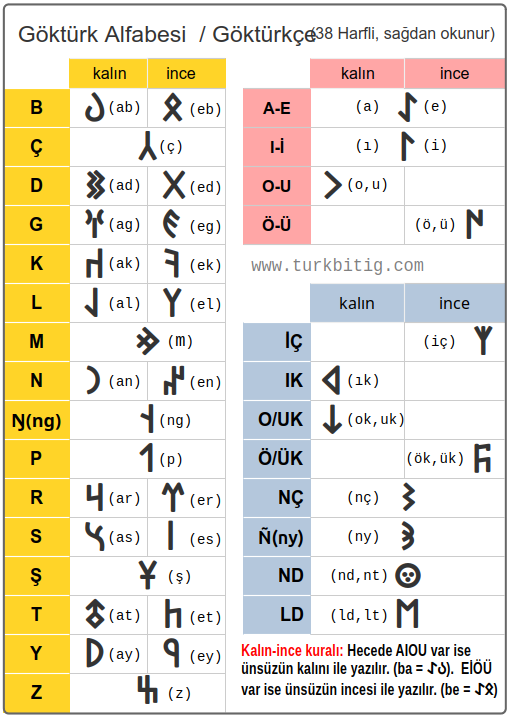 Göktürk Alfabesi / Göktürkçe (38 Harfli, sağdan okunur)
kalın ince
B 𐰉 (ab) 𐰋 (eb)
Ç 𐰲 (ç)
D 𐰑 (ad) 𐰓 (ed)
G 𐰍 (ag) 𐰏 (eg)
K 𐰴 (ak) 𐰚 (ek)
L 𐰞 (al) 𐰠 (el)
M 𐰢 (m)
N 𐰣 (an) 𐰤 (en)
Ŋ(ng) 𐰭 (ng)
P 𐰯 (p)
R 𐰺 (ar) 𐰼 (er)
S 𐰽 (as) 𐰾 (es)
Ş 𐱁 (ş)
T 𐱃 (at) 𐱅 (et)
Y 𐰖 (ay) 𐰘 (ey)
Z 𐰔 (z)
kalın ince
A-E (a) 𐰀 (e)
I-İ (ı) 𐰃 (i)
O-U 𐰆 (o,u)
Ö-Ü (ö,ü) 𐰇
www.turkbitig.com
kalın ince
İÇ (iç) 𐰱
IK 𐰶 (ık)
O/UK 𐰸 (ok,uk)
Ö/ÜK (ök,ük) 𐰜
NÇ (nç) 𐰨
Ñ(ny) (ny) 𐰪
ND (nd,nt) 𐰦
LD (ld,lt) 𐰡
Kalın-ince kuralı: Hecede AIOU var ise
ünsüzün kalını ile yazılır. (ba = 𐰉𐰀). EİÖÜ
var ise ünsüzün incesi ile yazılır. (be = 𐰋𐰀)